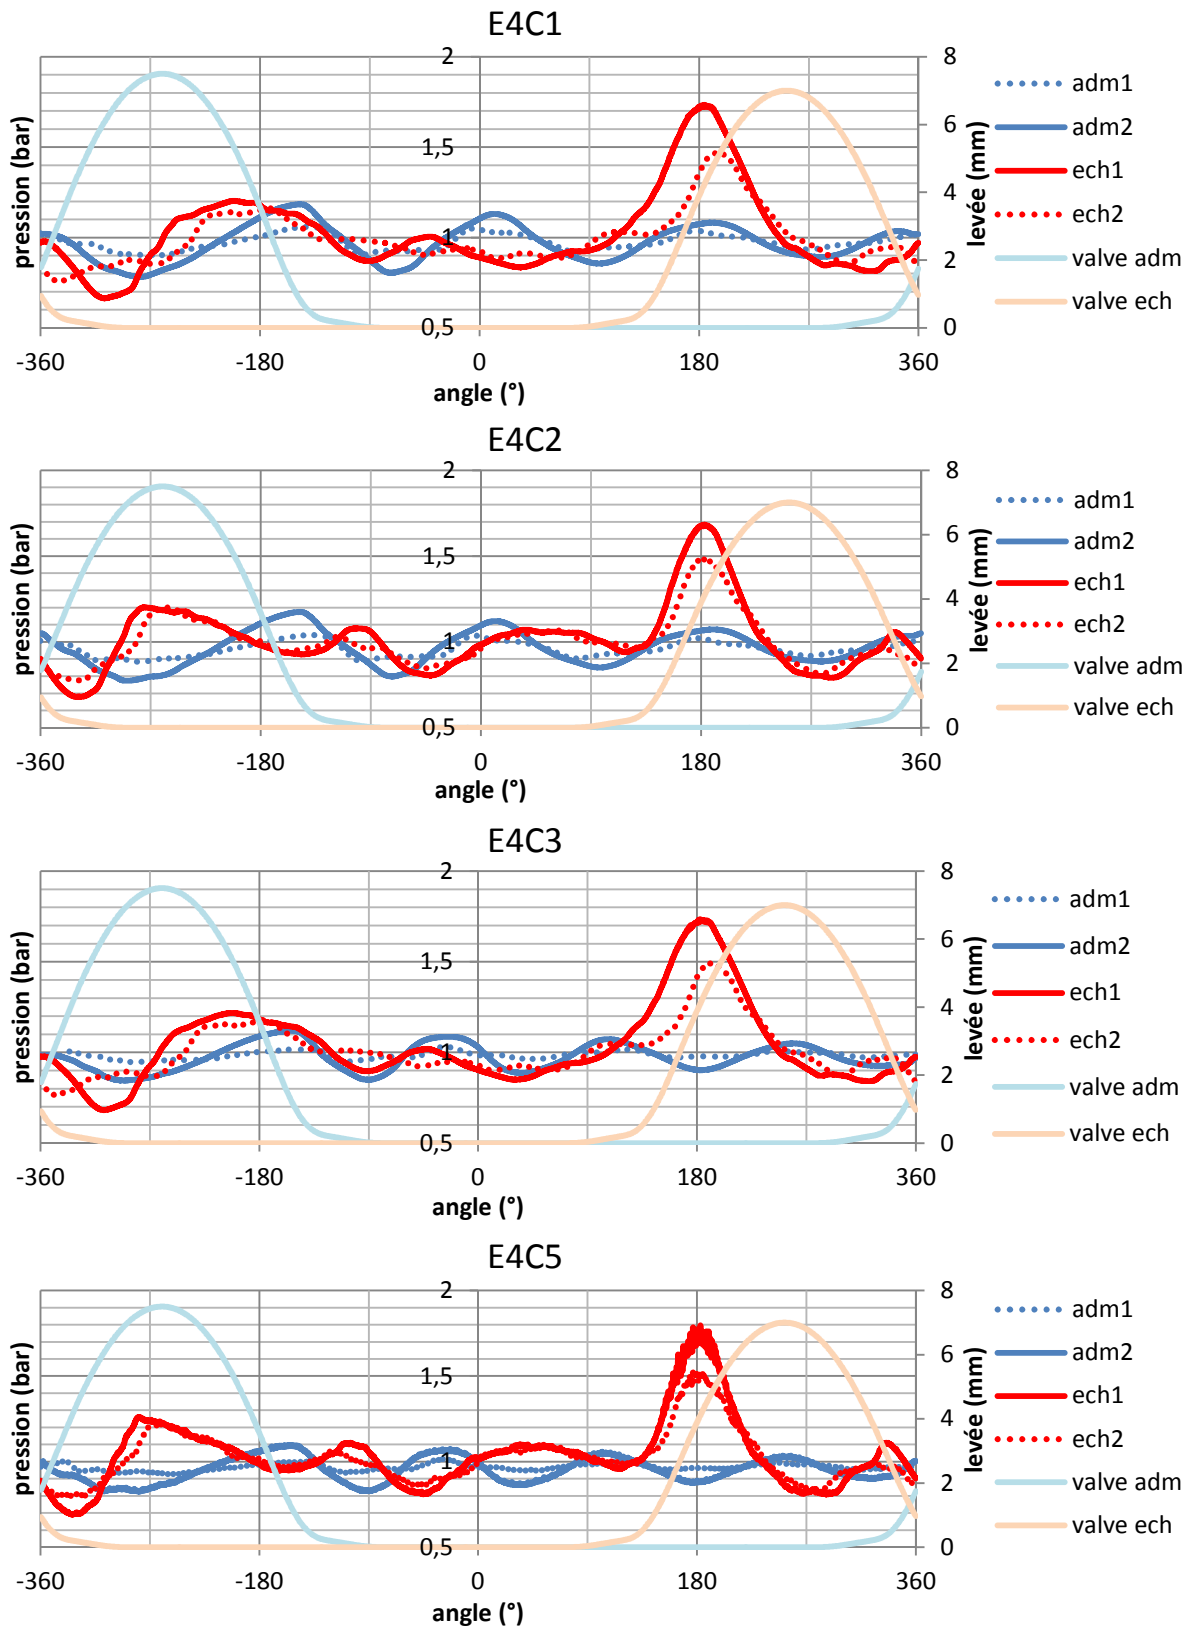 E4C1
pression (bar)
2
1,5
1
0,5
8
6
4
2
0
levée (mm)
-360 -180 0 180 360
angle (°)
adm1
adm2
ech1
ech2
valve adm
valve ech
E4C2
pression (bar)
2
1,5
1
0,5
8
6
4
2
0
levée (mm)
-360 -180 0 180 360
angle (°)
adm1
adm2
ech1
ech2
valve adm
valve ech
E4C3
pression (bar)
2
1,5
1
0,5
8
6
4
2
0
levée (mm)
-360 -180 0 180 360
angle (°)
adm1
adm2
ech1
ech2
valve adm
valve ech
E4C5
pression (bar)
2
1,5
1
0,5
8
6
4
2
0
levée (mm)
-360 -180 0 180 360
angle (°)
adm1
adm2
ech1
ech2
valve adm
valve ech